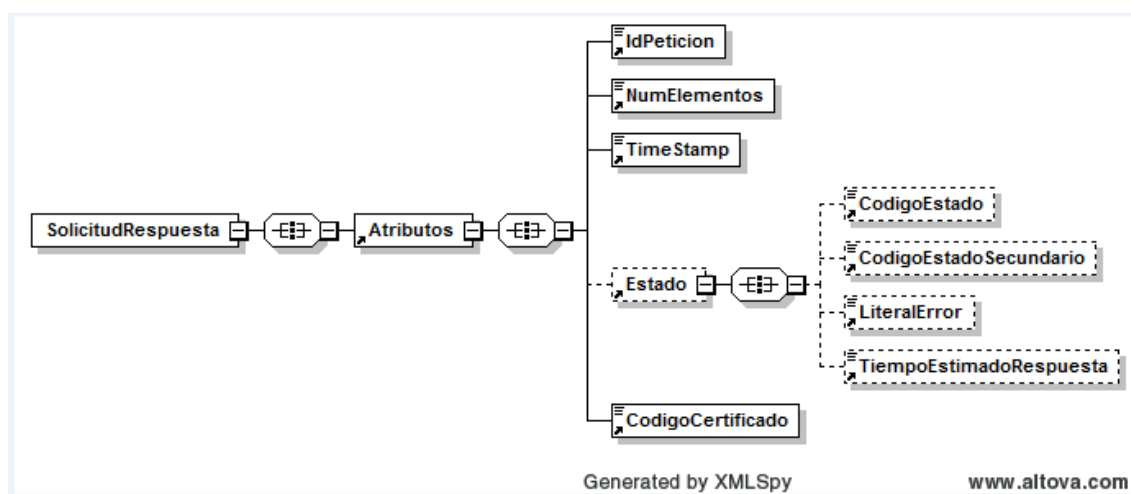 IdPeticion
NumElementos
TimeStamp
SolicitudRespuesta
Atributos
Estado
CodigoEstado
CodigoEstadoSecundario
LiteralError
TiempoEstimadoRespuesta
CodigoCertificado
Generated by XMLSpy
www.altova.com